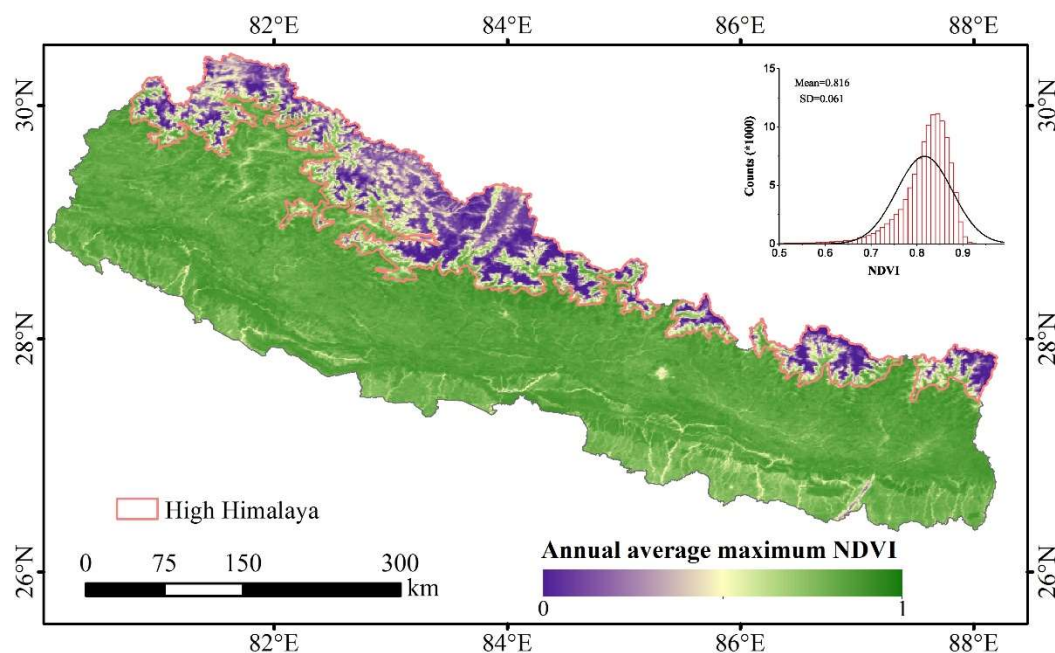 82°E 84°E 86°E 88°E
30°N 30°N
28°N 28°N
26°N 26°N
15
10
5
0
Counts (*1000)
Mean=0.816
SD=0.061
0.5 0.6 0.7 0.8 0.9
NDVI
High Himalaya
0 75 150 300
km
Annual average maximum NDVI
0 1
82°E 84°E 86°E 88°E